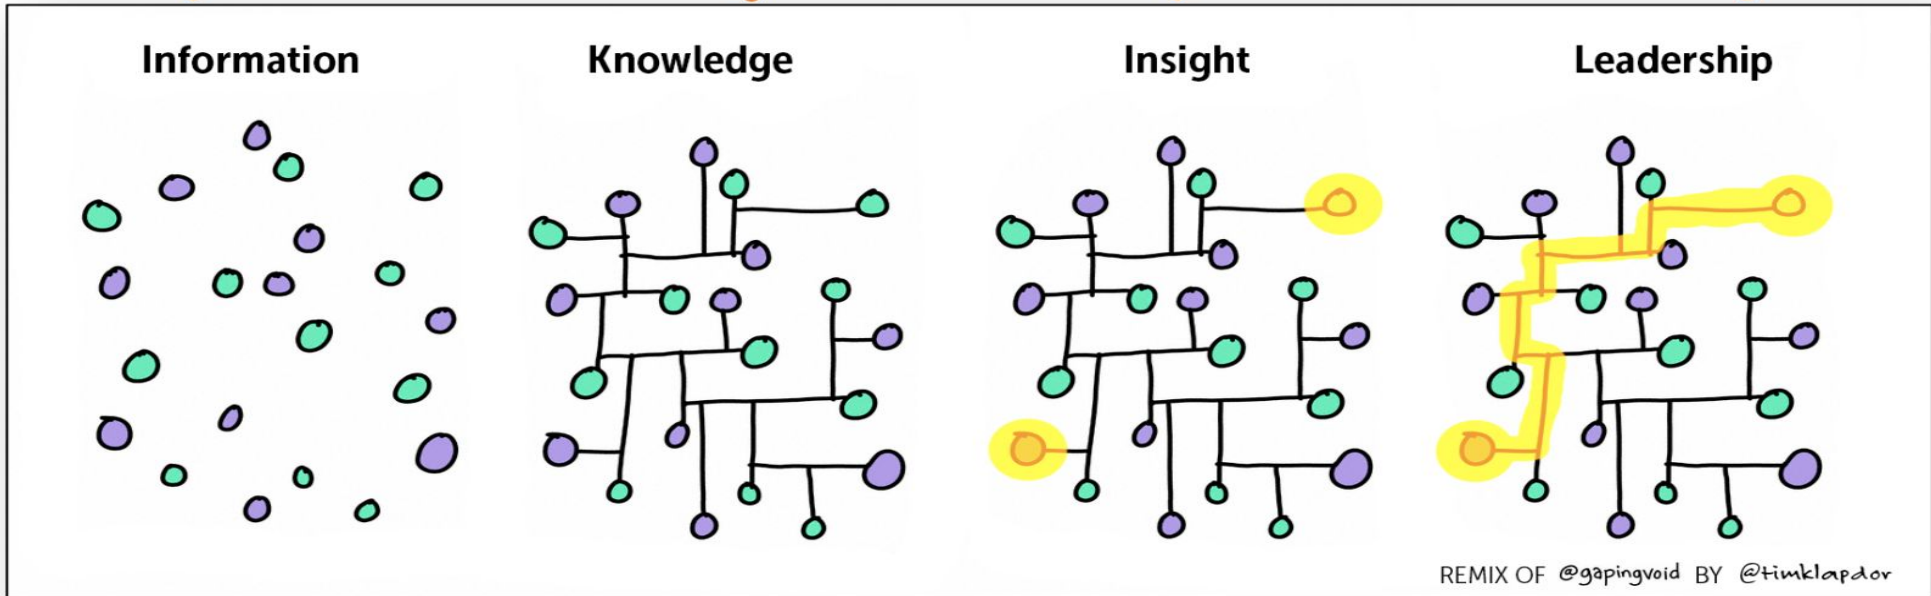 Information
Knowledge
Insight
Leadership
REMIX OF @gapingvoid BY @timklapdor